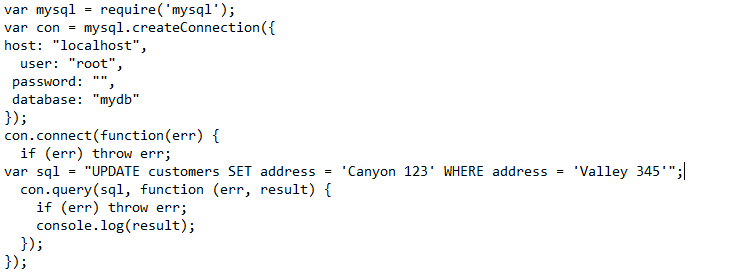 var mysql = require('mysql');
var con = mysql.createConnection({
host: "localhost",
  user: "root",
 password: "",
 database: "mydb"
});
con.connect(function(err) {
  if (err) throw err;
var sql = "UPDATE customers SET address = 'Canyon 123' WHERE address = 'Valley 345'";
  con.query(sql, function (err, result) {
    if (err) throw err;
    console.log(result);
  });
});